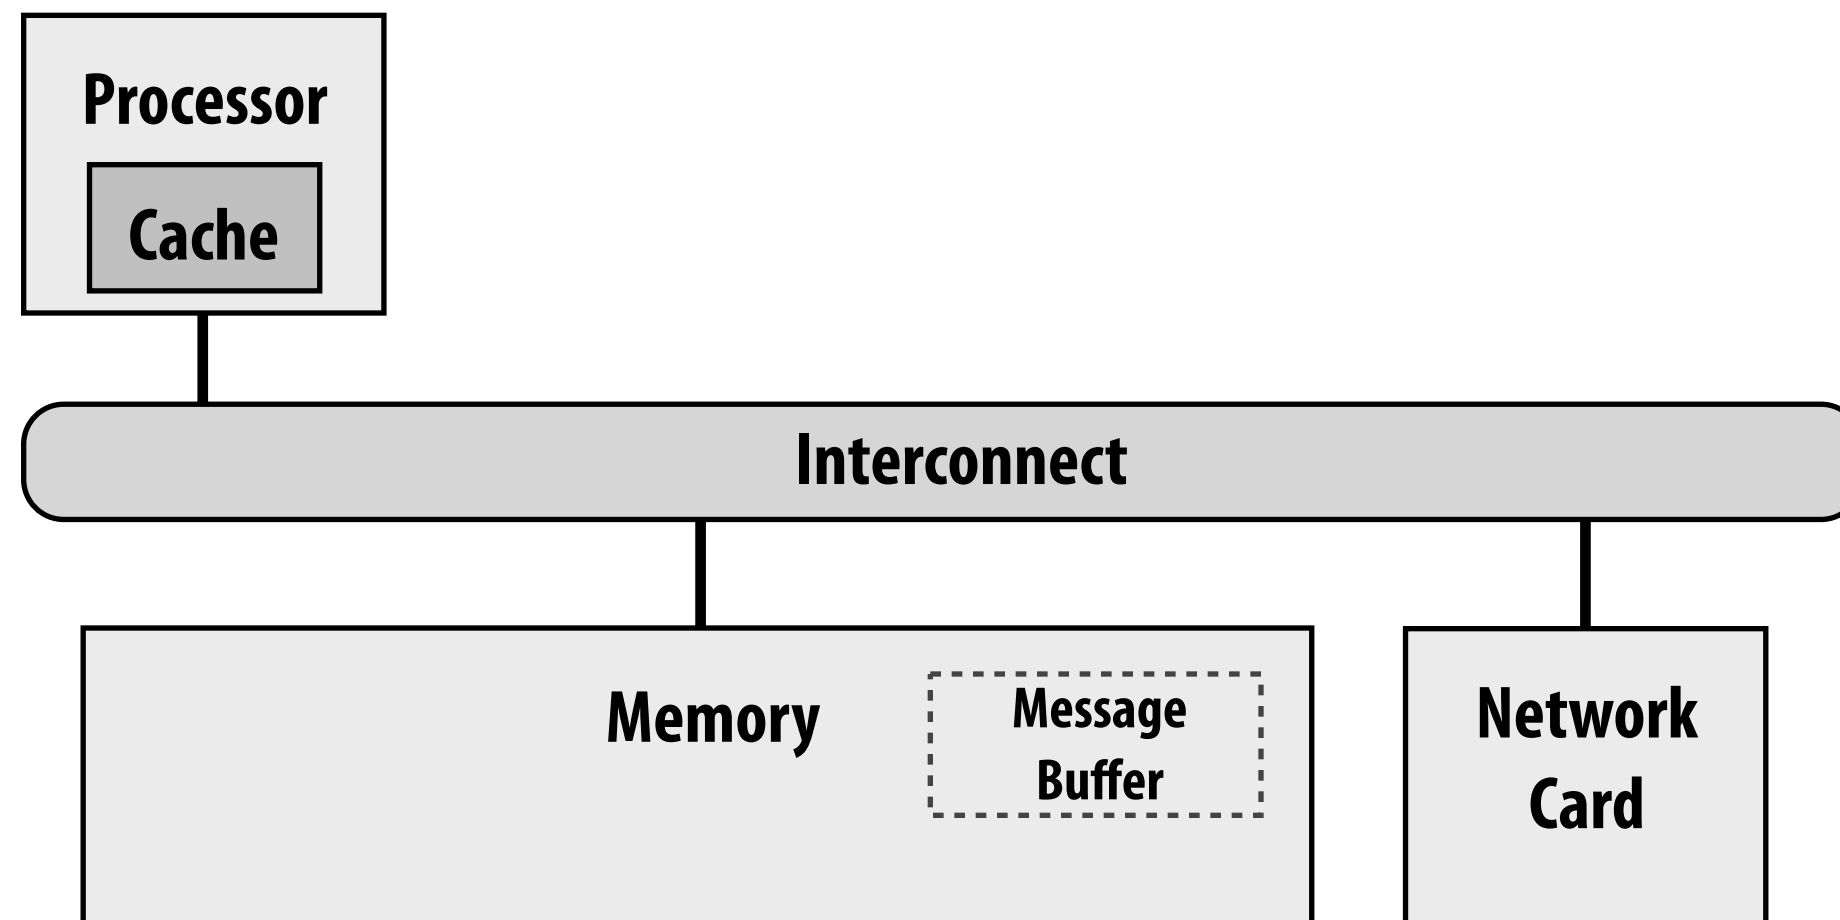 Processor
Cache
Interconnect
Memory
Message
Buffer
Network
Card